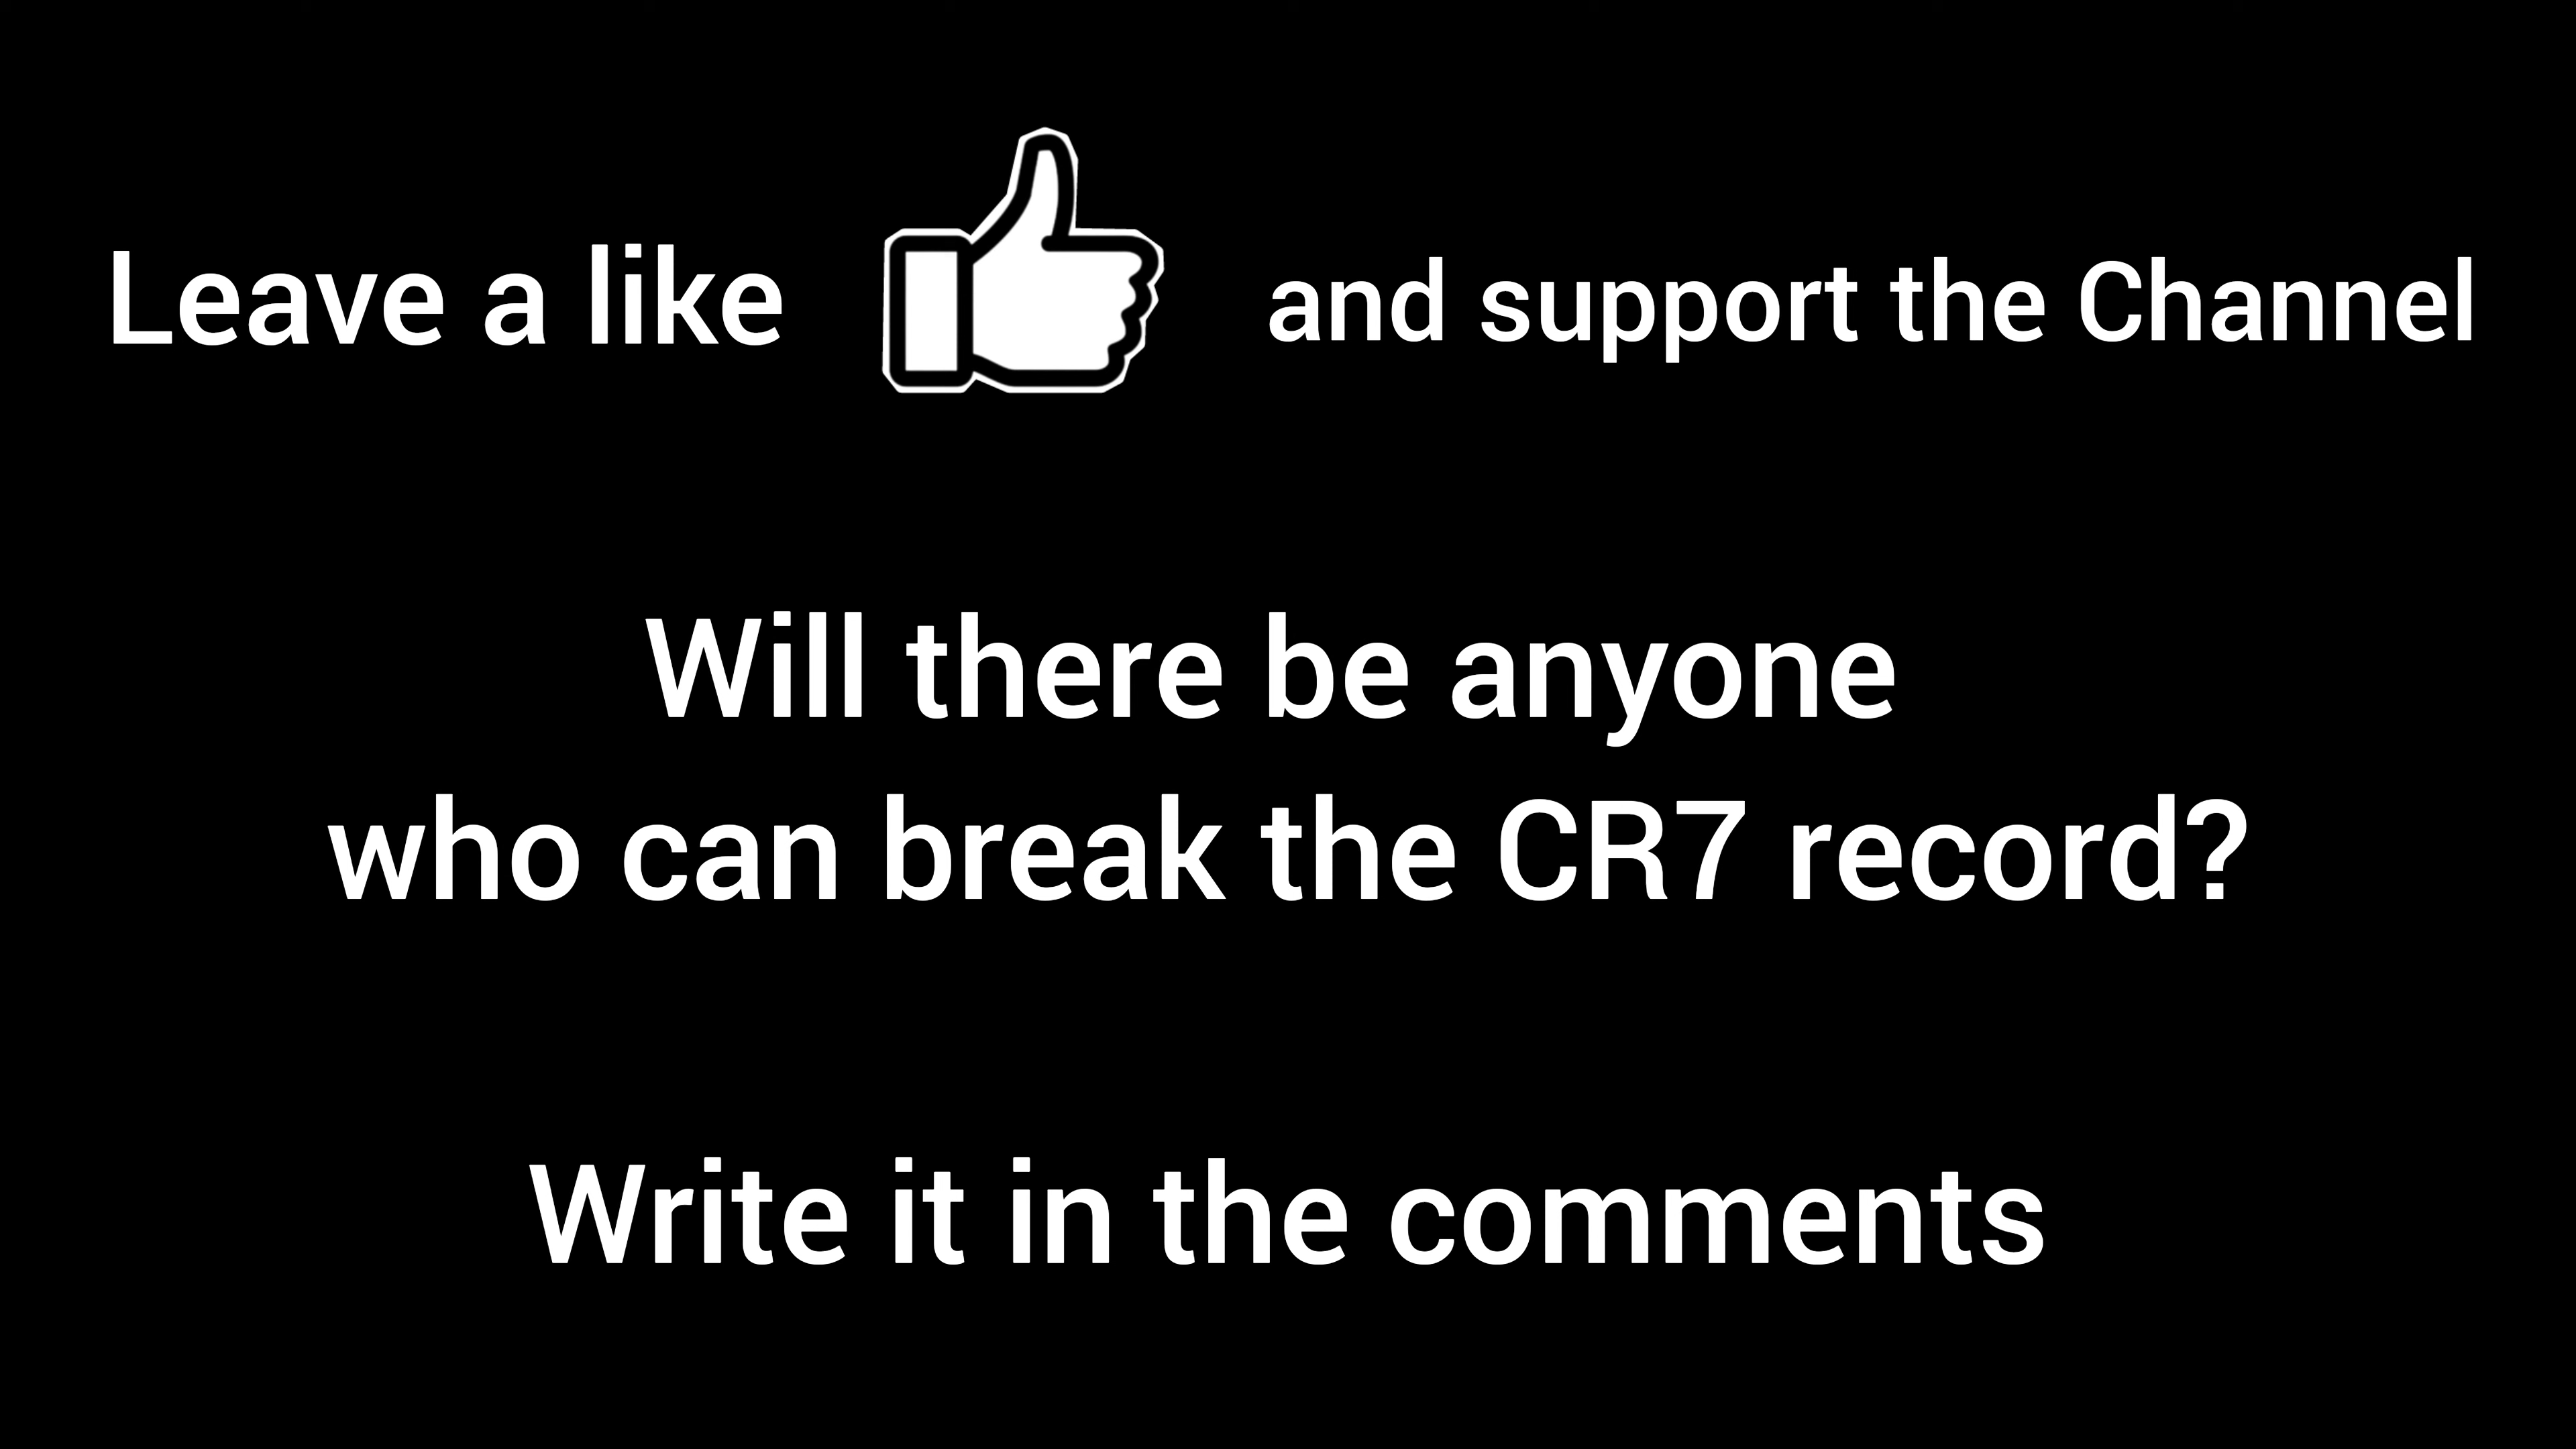 Leave a like and support the Channel
Will there be anyone
who can break the CR7 record?
Write it in the comments